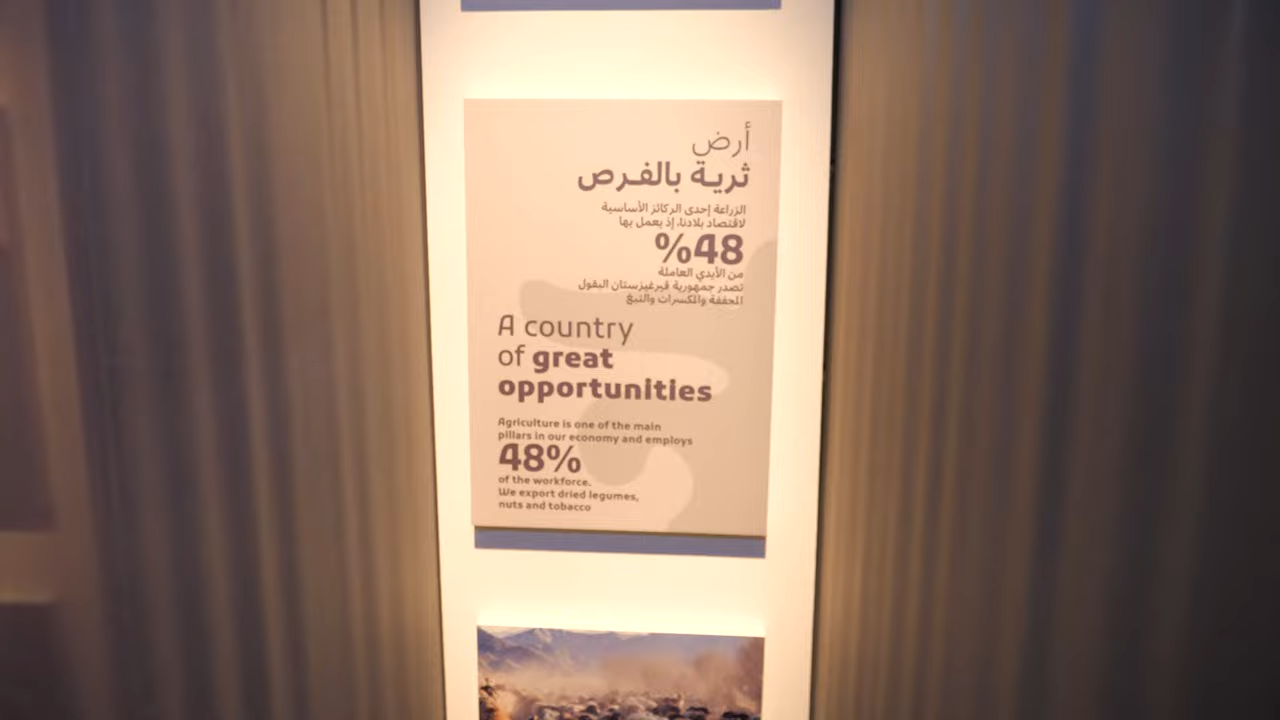 أرض
ثرية بالفرص
الزراعة إحدى الركائز الأساسية
لاقتصاد بلادنا، إذ يعمل بها
%48
من الأيدي العاملة
تصدر جمهورية قيرغيزستان البقول
المجففة والمكسرات والتبغ
A country
of great
opportunities
Agriculture is one of the main
pillars in our economy and employs
48%
of the workforce.
We export dried legumes,
nuts and tobacco